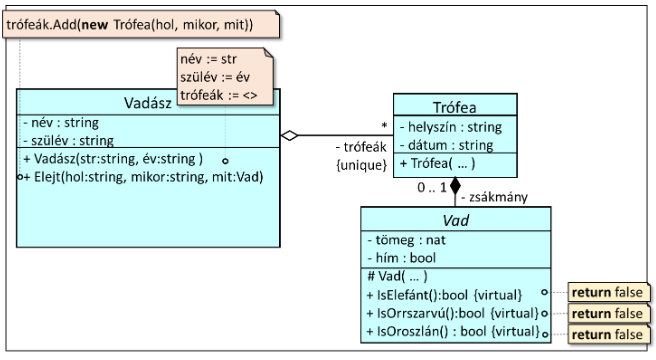 trófeák.Add(new Trófea(hol, mikor, mit))
név := str
szülév := év
trófeák := <>
Vadász
- név : string
- szülév : string
+ Vadász(str:string, év:string )
+ Elejt(hol:string, mikor:string, mit:Vad)
*
- trófeák
{unique}
Trófea
- helyszín : string
- dátum : string
+ Trófea( ... )
0 .. 1
- zsákmány
Vad
- tömeg : nat
- hím : bool
# Vad( ... )
+ IsElefánt():bool {virtual}
+ IsOrrszarvú():bool {virtual}
+ IsOroszlán() : bool {virtual}
return false
return false
return false